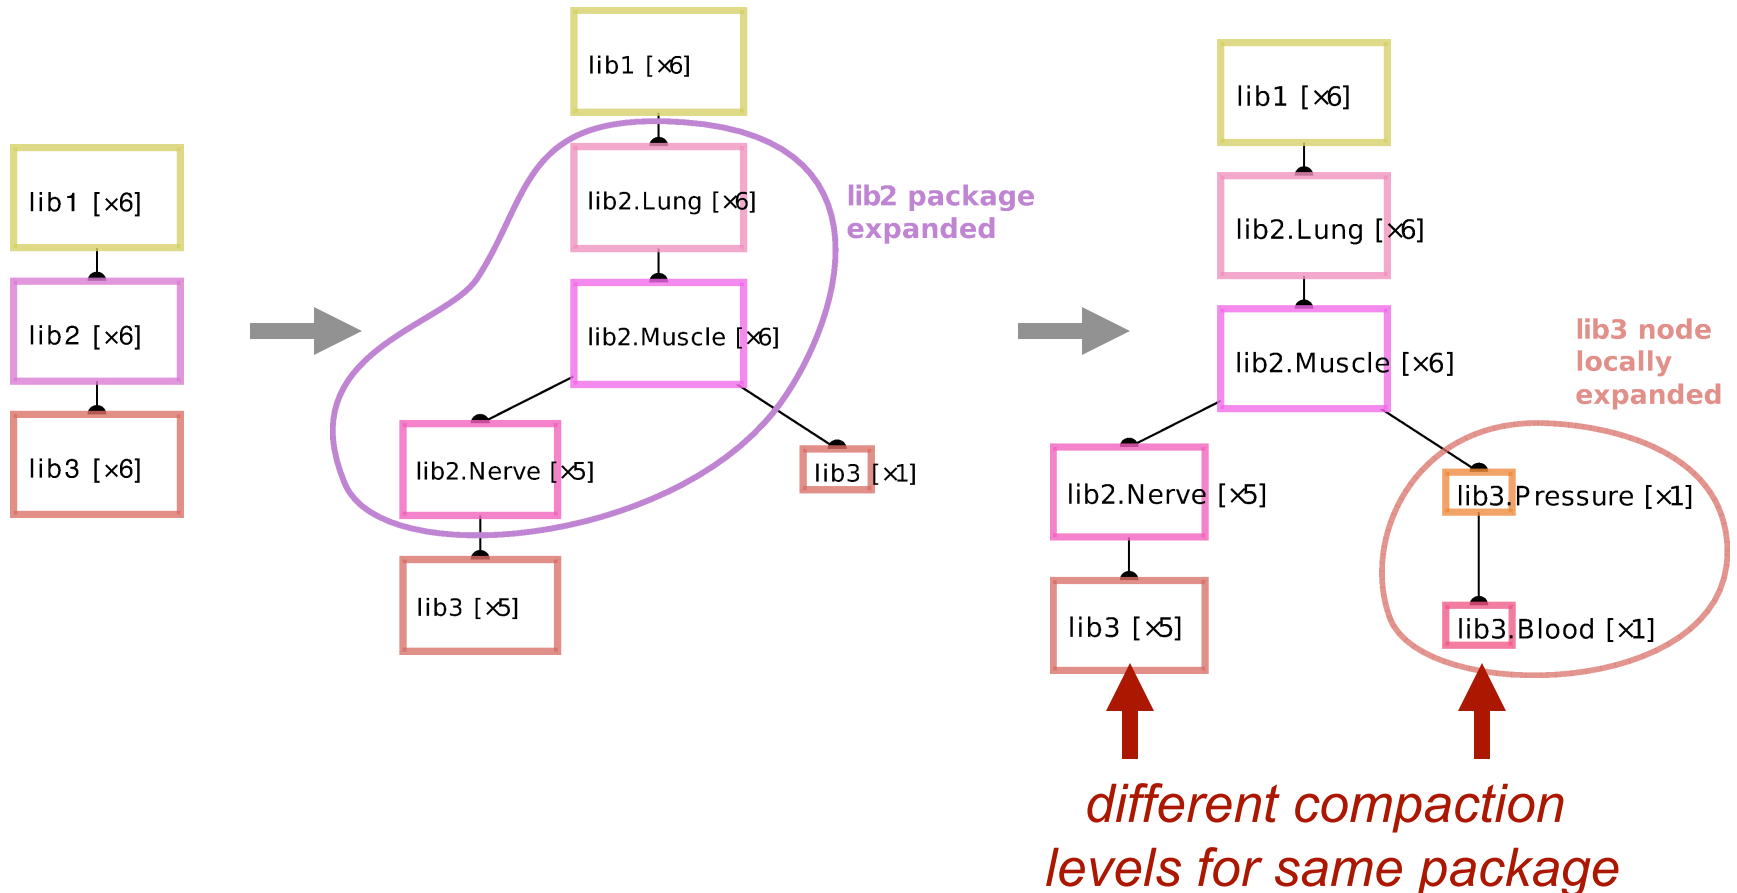 lib1 [×6]
lib2 [×6]
lib3 [×6]
lib1 [×6]
lib2.Lung [×6]
lib2.Muscle [×6]
lib2.Nerve [×5]
lib3 [×1]
lib3 [×5]
lib2 package
expanded
lib1 [×6]
lib2.Lung [×6]
lib2.Muscle [×6]
lib2.Nerve [×5]
lib3 [×5]
lib3.Pressure [×1]
lib3.Blood [×1]
lib3 node
locally
expanded
different compaction
levels for same package